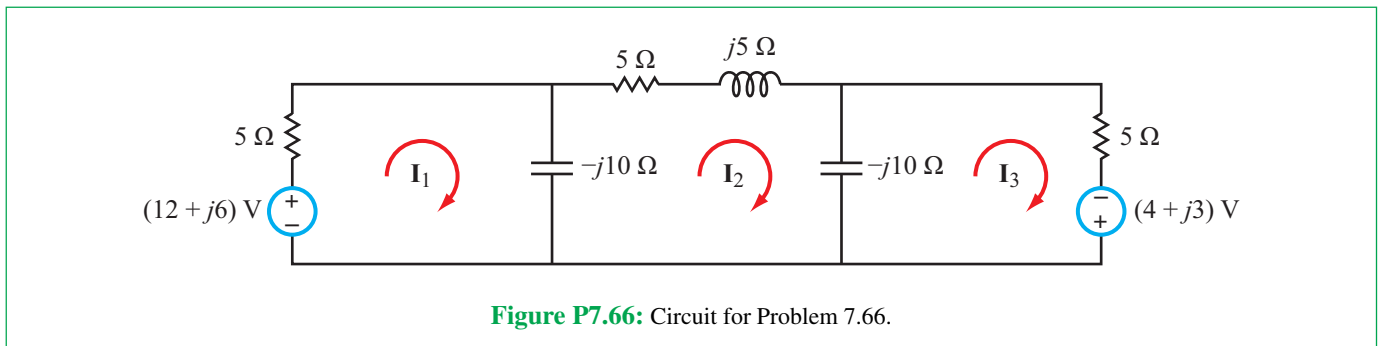 5 Ω
j5 Ω
5 Ω
I₁
−j10 Ω
I₂
−j10 Ω
I₃
5 Ω
(12 + j6) V
+
−
−
+
(4 + j3) V
Figure P7.66: Circuit for Problem 7.66.